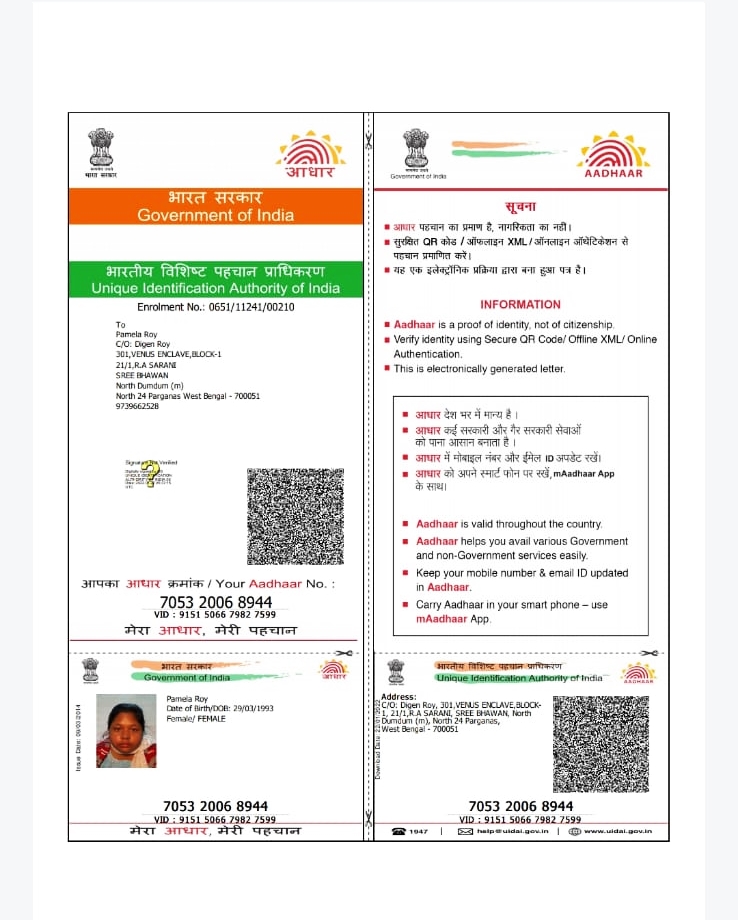 सत्यमेव जयते
भारत सरकार
आधार
भारत सरकार
Government of India
भारतीय विशिष्ट पहचान प्राधिकरण
Unique Identification Authority of India
Enrolment No.: 0651/11241/00210
To
Pamela Roy
C/O: Digen Roy
301,VENUS ENCLAVE,BLOCK-1
21/1,R.A SARANI
SREE BHAWAN
North Dumdum (m)
North 24 Parganas West Bengal - 700051
9739662528
Signature Not Verified
आपका आधार क्रमांक / Your Aadhaar No. :
7053 2006 8944
VID : 9151 5066 7982 7599
मेरा आधार, मेरी पहचान
Government of India
AADHAAR
सूचना
आधार पहचान का प्रमाण है, नागरिकता का नहीं।
सुरक्षित QR कोड / ऑफलाइन XML / ऑनलाइन ऑथेंटिकेशन से
पहचान प्रमाणित करें।
यह एक इलेक्ट्रॉनिक प्रक्रिया द्वारा बना हुआ पत्र है।
INFORMATION
Aadhaar is a proof of identity, not of citizenship.
Verify identity using Secure QR Code/ Offline XML/ Online
Authentication.
This is electronically generated letter.
आधार देश भर में मान्य है।
आधार कई सरकारी और गैर सरकारी सेवाओं
को पाना आसान बनाता है।
आधार में मोबाइल नंबर और ईमेल ID अपडेट रखें।
आधार को अपने स्मार्ट फोन पर रखें, mAadhaar App
के साथ।
Aadhaar is valid throughout the country.
Aadhaar helps you avail various Government
and non-Government services easily.
Keep your mobile number & email ID updated
in Aadhaar.
Carry Aadhaar in your smart phone – use
mAadhaar App.
भारत सरकार
Government of India
आधार
Issue Date: 09/03/2014
Pamela Roy
Date of Birth/DOB: 29/03/1993
Female/ FEMALE
7053 2006 8944
VID : 9151 5066 7982 7599
मेरा आधार, मेरी पहचान
भारतीय विशिष्ट पहचान प्राधिकरण
Unique Identification Authority of India
AADHAAR
Download Date:
Address:
C/O: Digen Roy, 301,VENUS ENCLAVE,BLOCK-
1, 21/1,R.A SARANI, SREE BHAWAN, North
Dumdum (m), North 24 Parganas,
West Bengal - 700051
7053 2006 8944
VID : 9151 5066 7982 7599
1947 | help@uidai.gov.in | www.uidai.gov.in